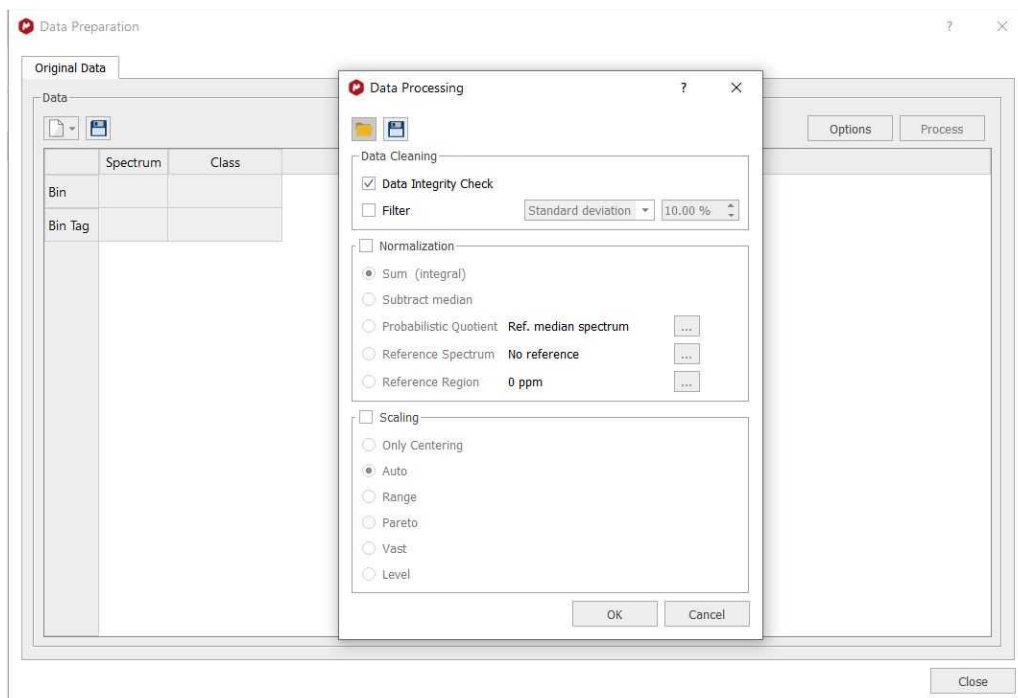 Data Preparation
?
Original Data
Data
Options
Process
Spectrum Class
Bin
Bin Tag
Data Processing
?
Data Cleaning
Data Integrity Check
Filter Standard deviation 10.00 %
Normalization
Sum (integral)
Subtract median
Probabilistic Quotient Ref. median spectrum ...
Reference Spectrum No reference ...
Reference Region 0 ppm ...
Scaling
Only Centering
Auto
Range
Pareto
Vast
Level
OK Cancel
Close